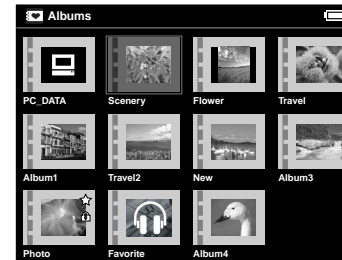 Albums
PC_DATA Scenery Flower Travel
Album1 Travel2 New Album3
Photo Favorite Album4